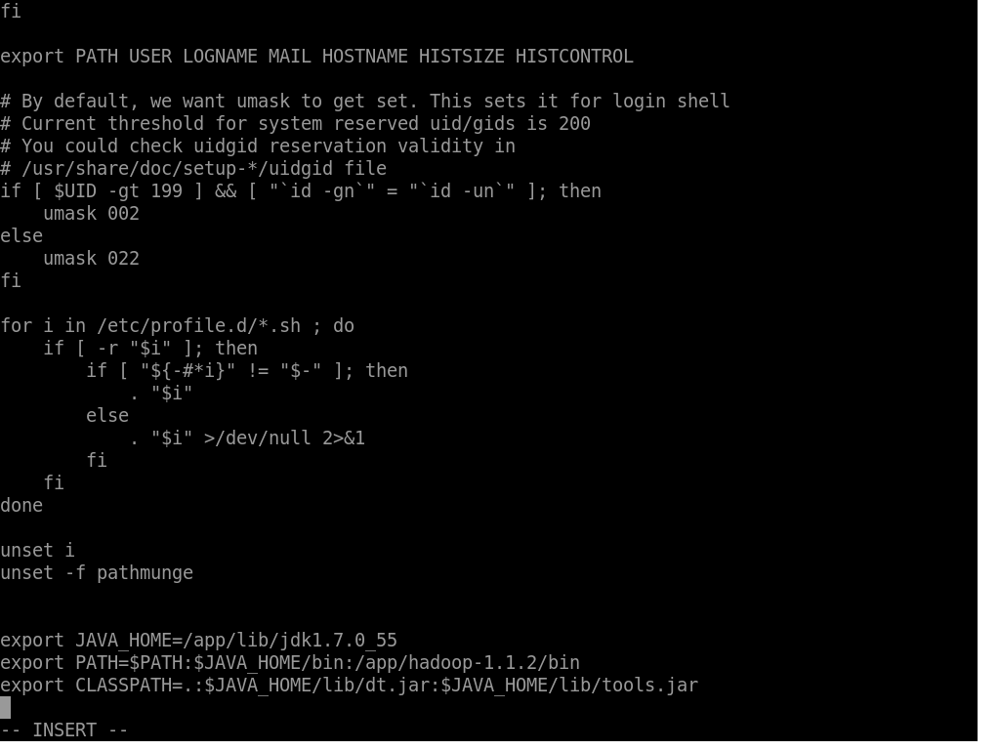 fi

export PATH USER LOGNAME MAIL HOSTNAME HISTSIZE HISTCONTROL

# By default, we want umask to get set. This sets it for login shell
# Current threshold for system reserved uid/gids is 200
# You could check uidgid reservation validity in
# /usr/share/doc/setup-*/uidgid file
if [ $UID -gt 199 ] && [ "`id -gn`" = "`id -un`" ]; then
    umask 002
else
    umask 022
fi

for i in /etc/profile.d/*.sh ; do
    if [ -r "$i" ]; then
        if [ "${-#*i}" != "$-" ]; then
            . "$i"
        else
            . "$i" >/dev/null 2>&1
        fi
    fi
done

unset i
unset -f pathmunge


export JAVA_HOME=/app/lib/jdk1.7.0_55
export PATH=$PATH:$JAVA_HOME/bin:/app/hadoop-1.1.2/bin
export CLASSPATH=.:$JAVA_HOME/lib/dt.jar:$JAVA_HOME/lib/tools.jar

-- INSERT --